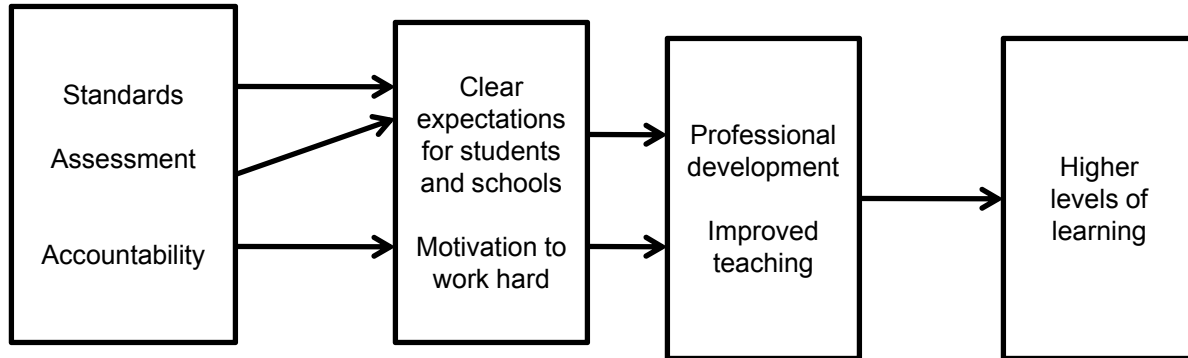 Standards
Assessment
Accountability
Clear
expectations
for students
and schools
Motivation to
work hard
Professional
development
Improved
teaching
Higher
levels of
learning